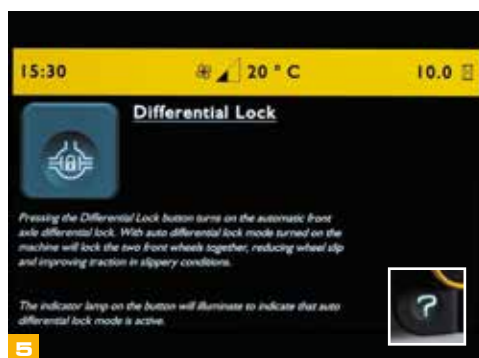 15:30 20 ° C 10.0
Differential Lock
Pressing the Differential Lock button turns on the automatic front
axle differential lock. With auto differential lock mode turned on the
machine will lock the two front wheels together, reducing wheel slip
and improving traction in slippery conditions.
The indicator lamp on the button will illuminate to indicate that auto
differential lock mode is active.
?
5